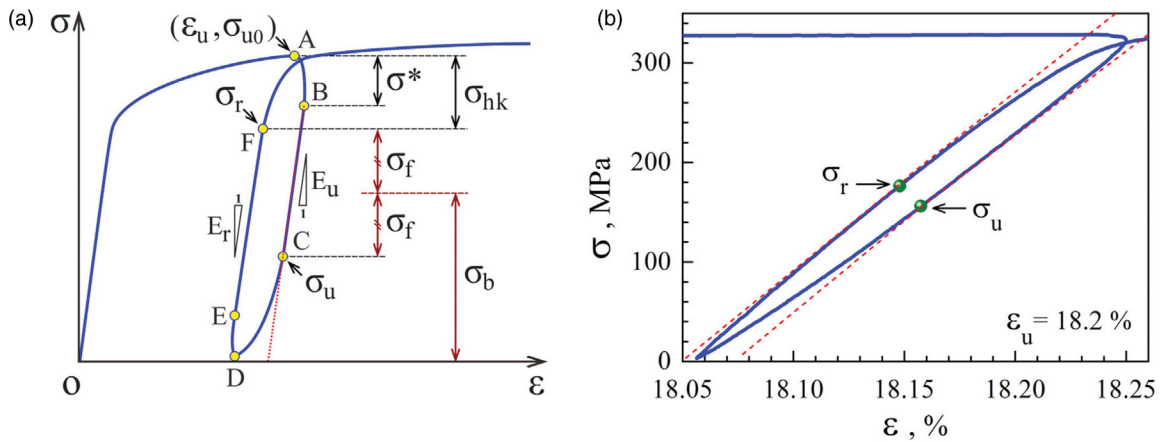 (a)
σ
(εu,σu0)
A
σ*
B
σhk
σr
F
σf
Eu
1
Er
1
σf
C
σu
σb
E
D
O
ε
(b)
σ , MPa
300
200
100
0
σr
σu
εu = 18.2 %
18.05
18.10
18.15
18.20
18.25
ε , %